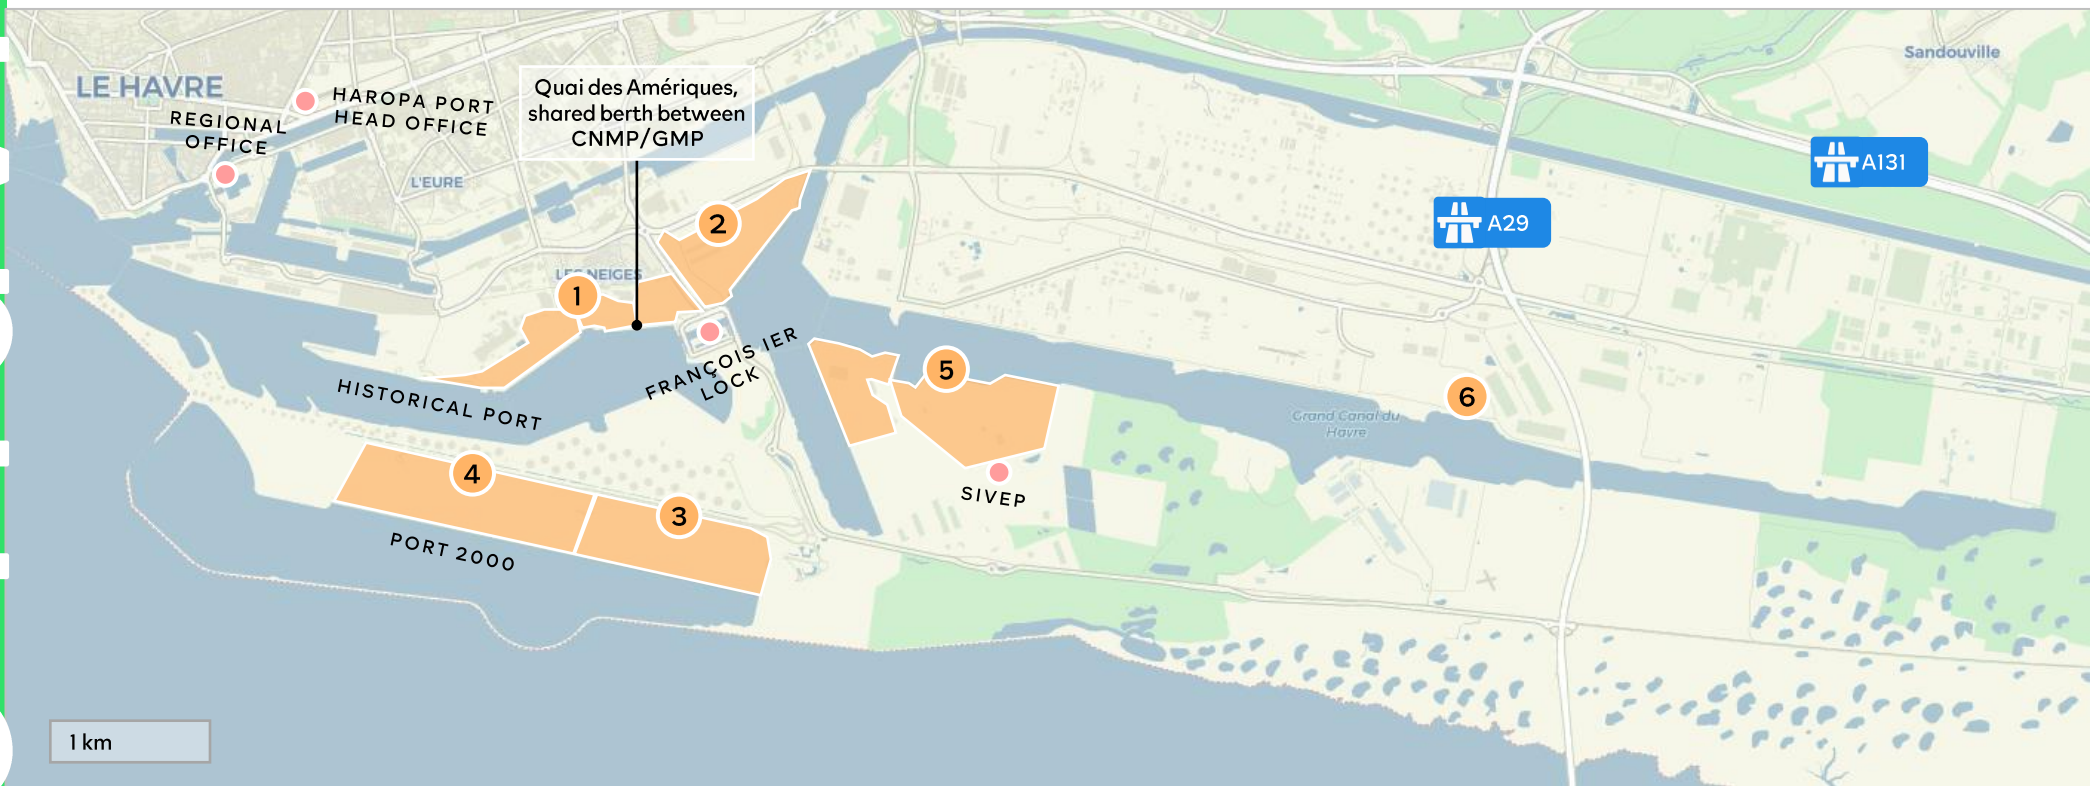 LE HAVRE
HAROPA PORT
HEAD OFFICE
REGIONAL
OFFICE
Quai des Amériques,
shared berth between
CNMP/GMP
Sandouville
A131
L'EURE
A29
2
LES NEIGES
1
FRANÇOIS IER
LOCK
5
6
HISTORICAL PORT
Grand Canal du
Havre
4
SIVEP
3
PORT 2000
1 km